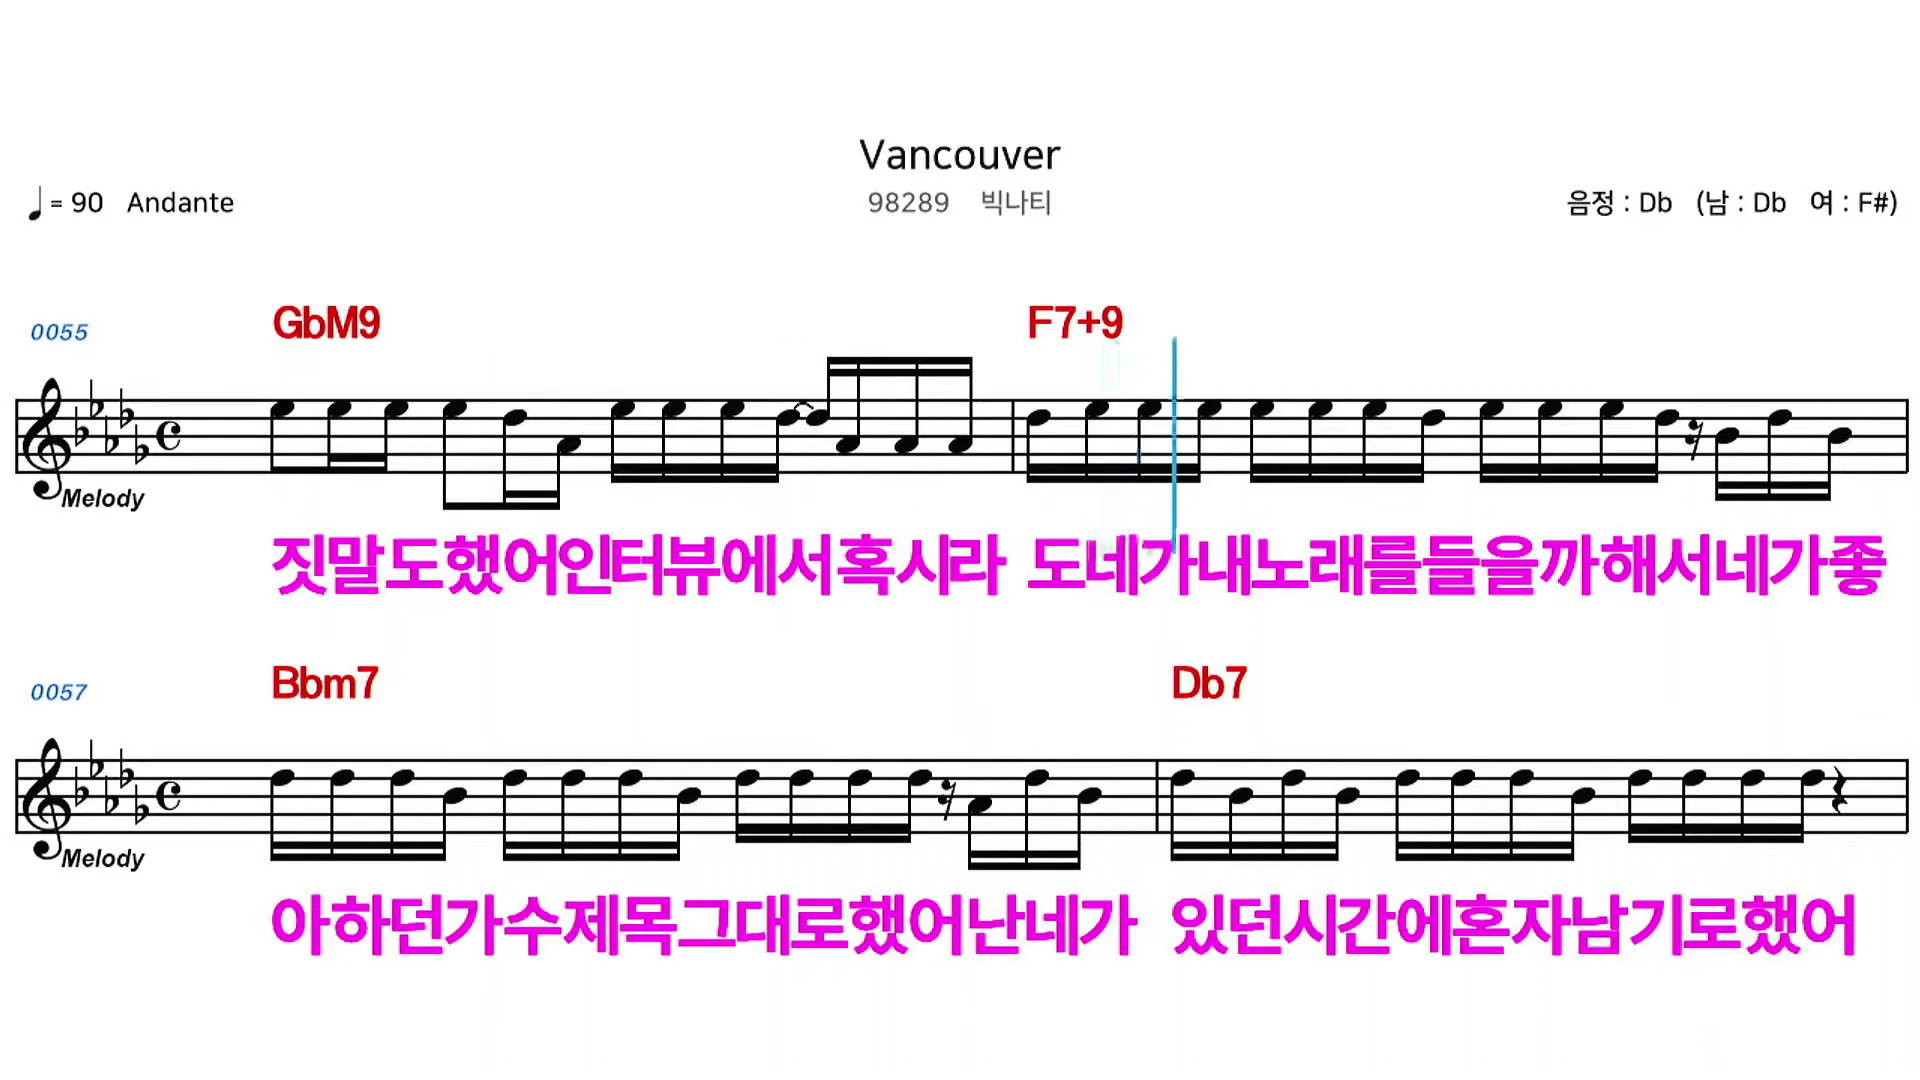 Vancouver
♩= 90 Andante
98289 빅나티
음정 : Db (남 : Db 여 : F#)
0055
GbM9 F7+9
Melody
짓말도했어인터뷰에서혹시라 도네가내노래를들을까해서네가좋
0057
Bbm7 Db7
Melody
아하던가수제목그대로했어난네가 있던시간에혼자남기로했어